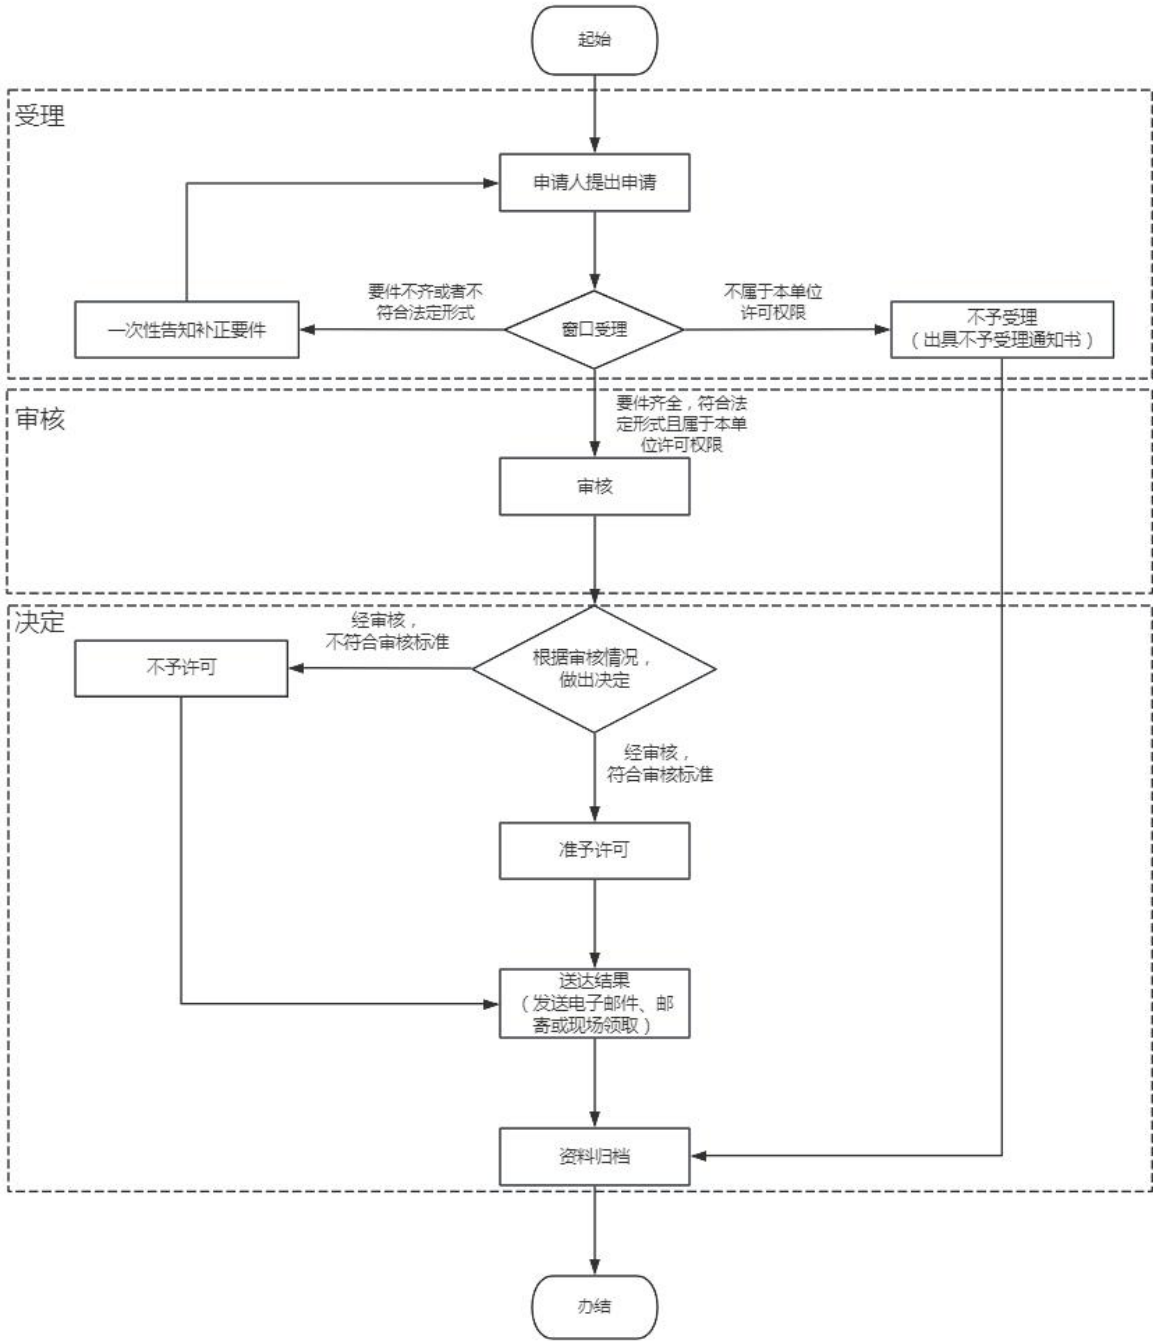 起始
受理
申请人提出申请
要件不齐或者不
符合法定形式
不属于本单位
许可权限
一次性告知补正要件
窗口受理
不予受理
（出具不予受理通知书）
审核
要件齐全，符合法
定形式且属于本单
位许可权限
审核
决定
经审核，
不符合审核标准
不予许可
根据审核情况，
做出决定
经审核，
符合审核标准
准予许可
送达结果
（发送电子邮件、邮
寄或现场领取）
资料归档
办结